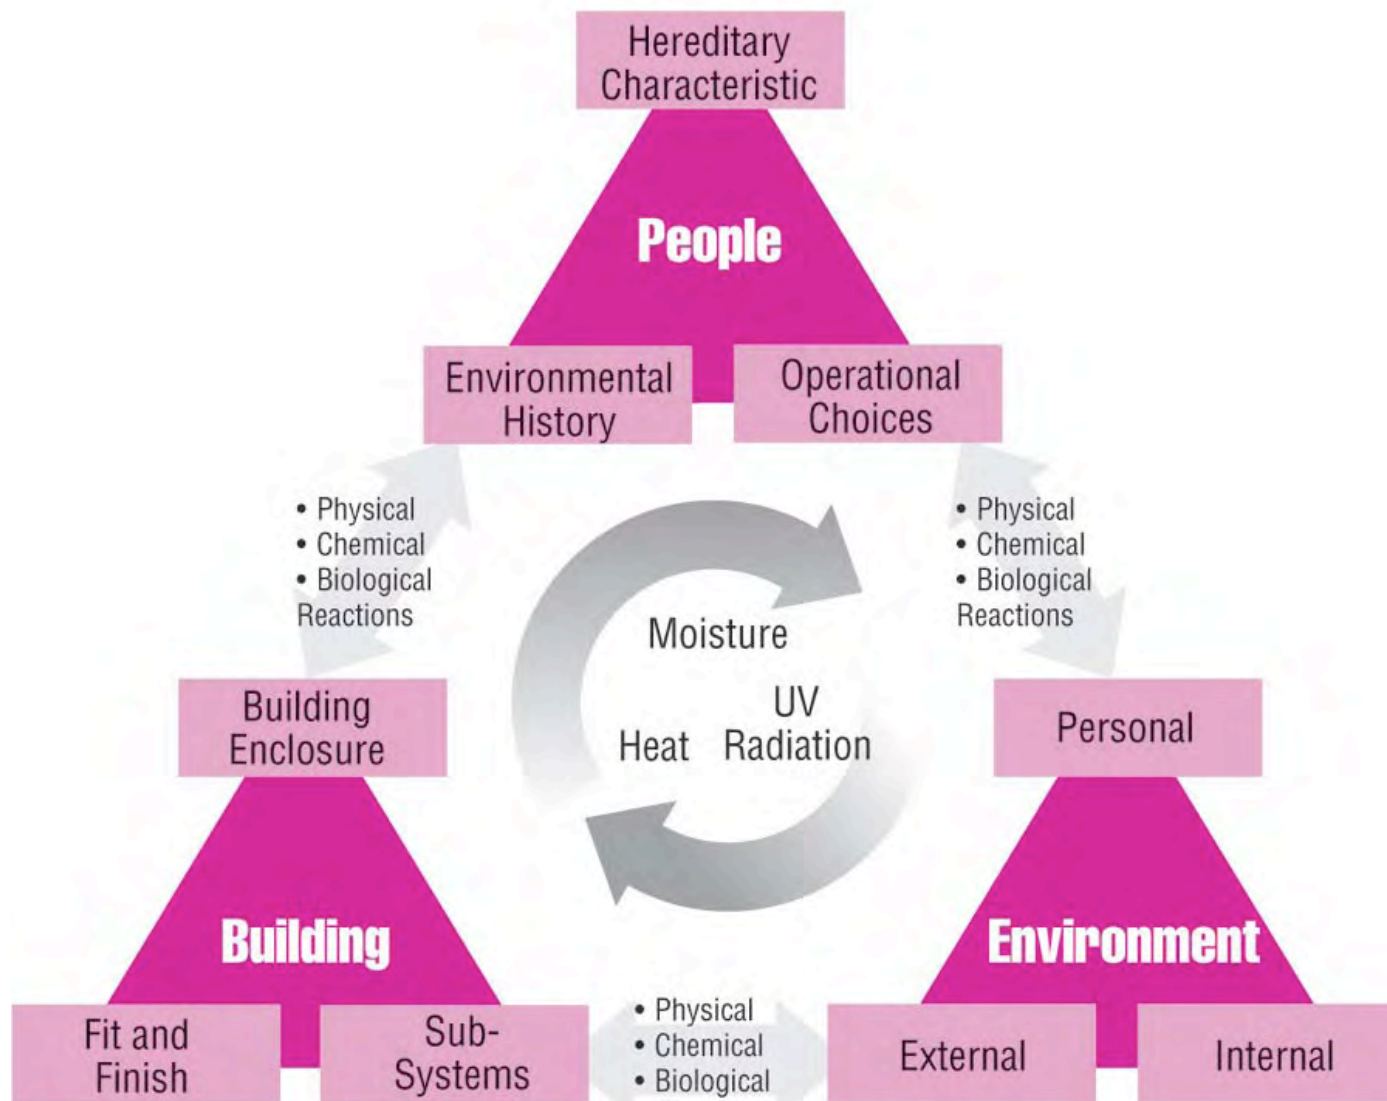 Hereditary
Characteristic
People
Environmental
History
Operational
Choices
• Physical
• Chemical
• Biological
Reactions
• Physical
• Chemical
• Biological
Reactions
Moisture
UV
Heat Radiation
Building
Enclosure
Personal
Building
Environment
Fit and
Finish
Sub-
Systems
• Physical
• Chemical
• Biological
External
Internal